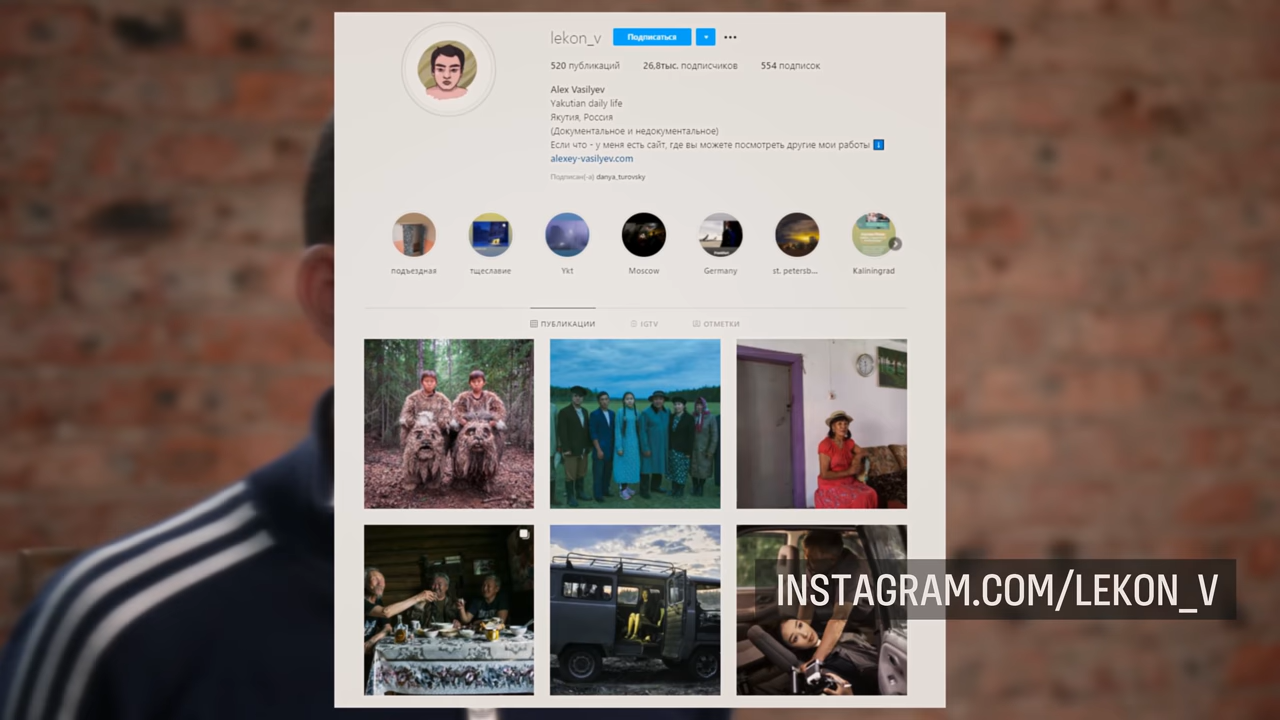 lekon_v Подписаться
520 публикаций 26,8тыс. подписчиков 554 подписок
Alex Vasilyev
Yakutian daily life
Якутия, Россия
(Документальное и недокументальное)
Если что - у меня есть сайт, где вы можете посмотреть другие мои работы
alexey-vasilyev.com
Подписан(-а) danya_turovsky
подъездная тщеславие Ykt Moscow Germany st. petersb... Kaliningrad
ПУБЛИКАЦИИ IGTV ОТМЕТКИ
INSTAGRAM.COM/LEKON_V